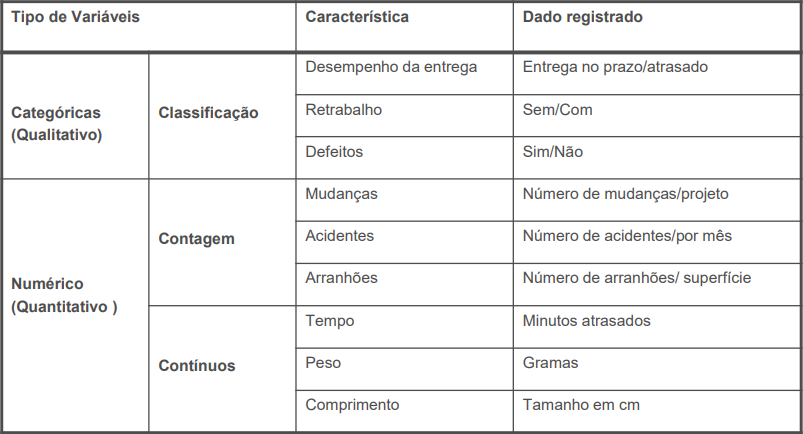 Tipo de Variáveis Característica Dado registrado
Desempenho da entrega Entrega no prazo/atrasado
Categóricas
(Qualitativo)
Classificação
Retrabalho Sem/Com
Defeitos Sim/Não
Mudanças Número de mudanças/projeto
Contagem
Acidentes Número de acidentes/por mês
Arranhões Número de arranhões/ superfície
Numérico
(Quantitativo )
Tempo Minutos atrasados
Contínuos
Peso Gramas
Comprimento Tamanho em cm